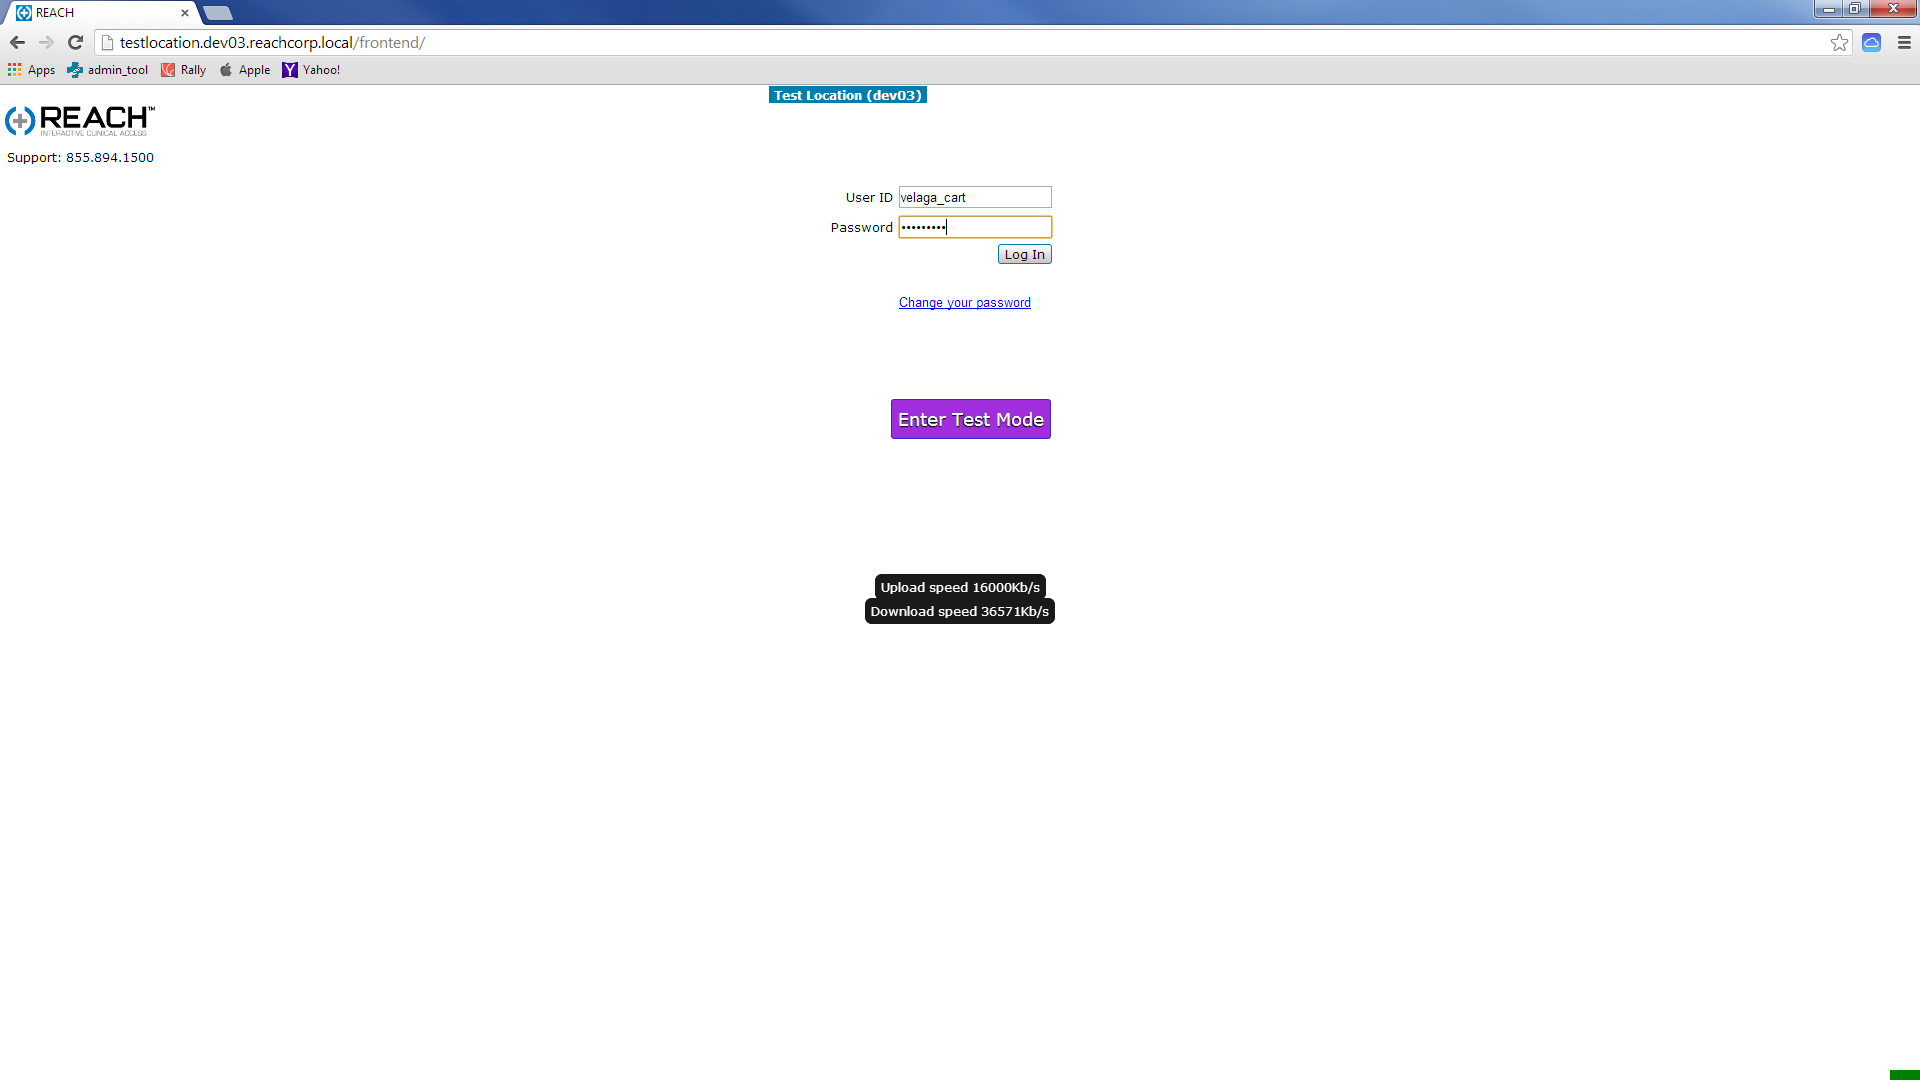 REACH
testlocation.dev03.reachcorp.local/frontend/
Apps admin_tool Rally Apple Yahoo!
Test Location (dev03)
REACH™
INTERACTIVE CLINICAL ACCESS
Support: 855.894.1500
User ID velaga_cart
Password •••••••••
Log In
Change your password
Enter Test Mode
Upload speed 16000Kb/s
Download speed 36571Kb/s